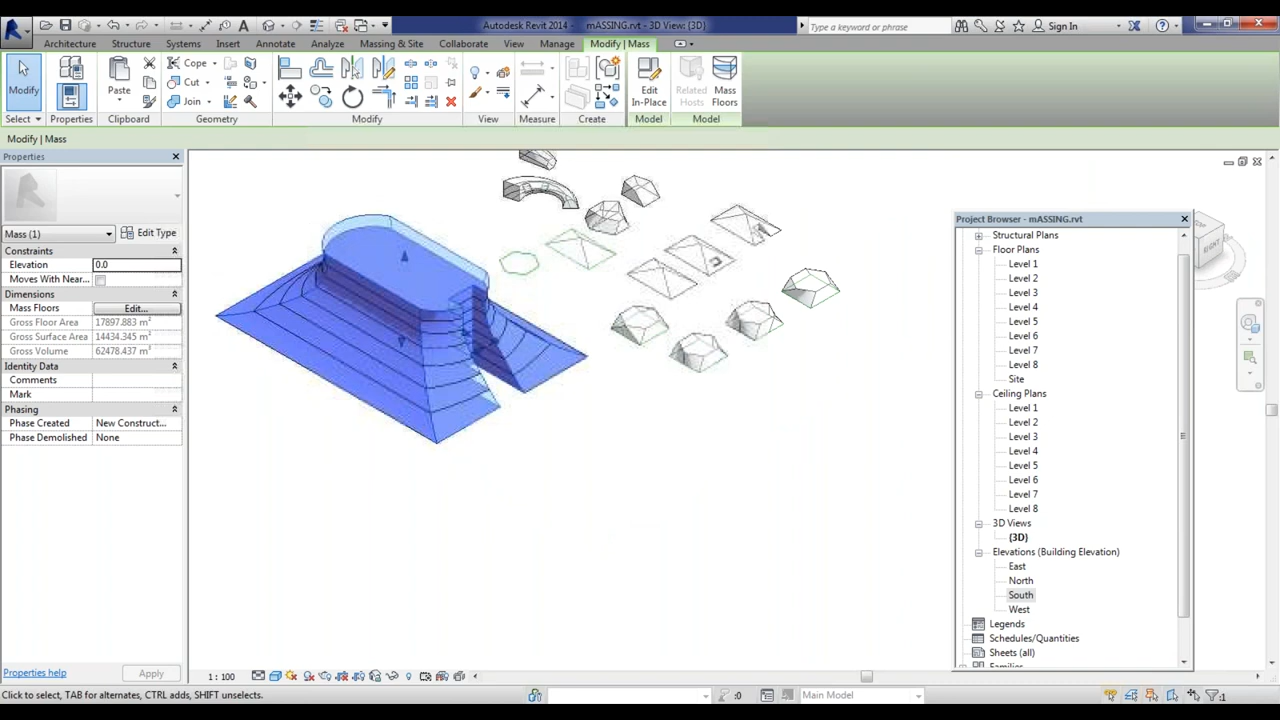 Autodesk Revit 2014 - mASSING.rvt - 3D View: {3D}
Type a keyword or phrase
Sign In
Architecture Structure Systems Insert Annotate Analyze Massing & Site Collaborate View Manage Modify | Mass
Modify
Properties
Paste
Cope
Cut
Join
Edit In-Place
Related Hosts
Mass Floors
Select Properties Clipboard Geometry Modify View Measure Create Model Model
Modify | Mass
Properties
Mass (1)
Edit Type
Constraints
Elevation 0.0
Moves With Near...
Dimensions
Mass Floors Edit...
Gross Floor Area 17897.883 m²
Gross Surface Area 14434.345 m²
Gross Volume 62478.437 m³
Identity Data
Comments
Mark
Phasing
Phase Created New Construct...
Phase Demolished None
Properties help
Apply
RIGHT
Project Browser - mASSING.rvt
Structural Plans
Floor Plans
Level 1
Level 2
Level 3
Level 4
Level 5
Level 6
Level 7
Level 8
Site
Ceiling Plans
Level 1
Level 2
Level 3
Level 4
Level 5
Level 6
Level 7
Level 8
3D Views
{3D}
Elevations (Building Elevation)
East
North
South
West
Legends
Schedules/Quantities
Sheets (all)
Families
1 : 100
Click to select, TAB for alternates, CTRL adds, SHIFT unselects.
:0
Main Model
:1